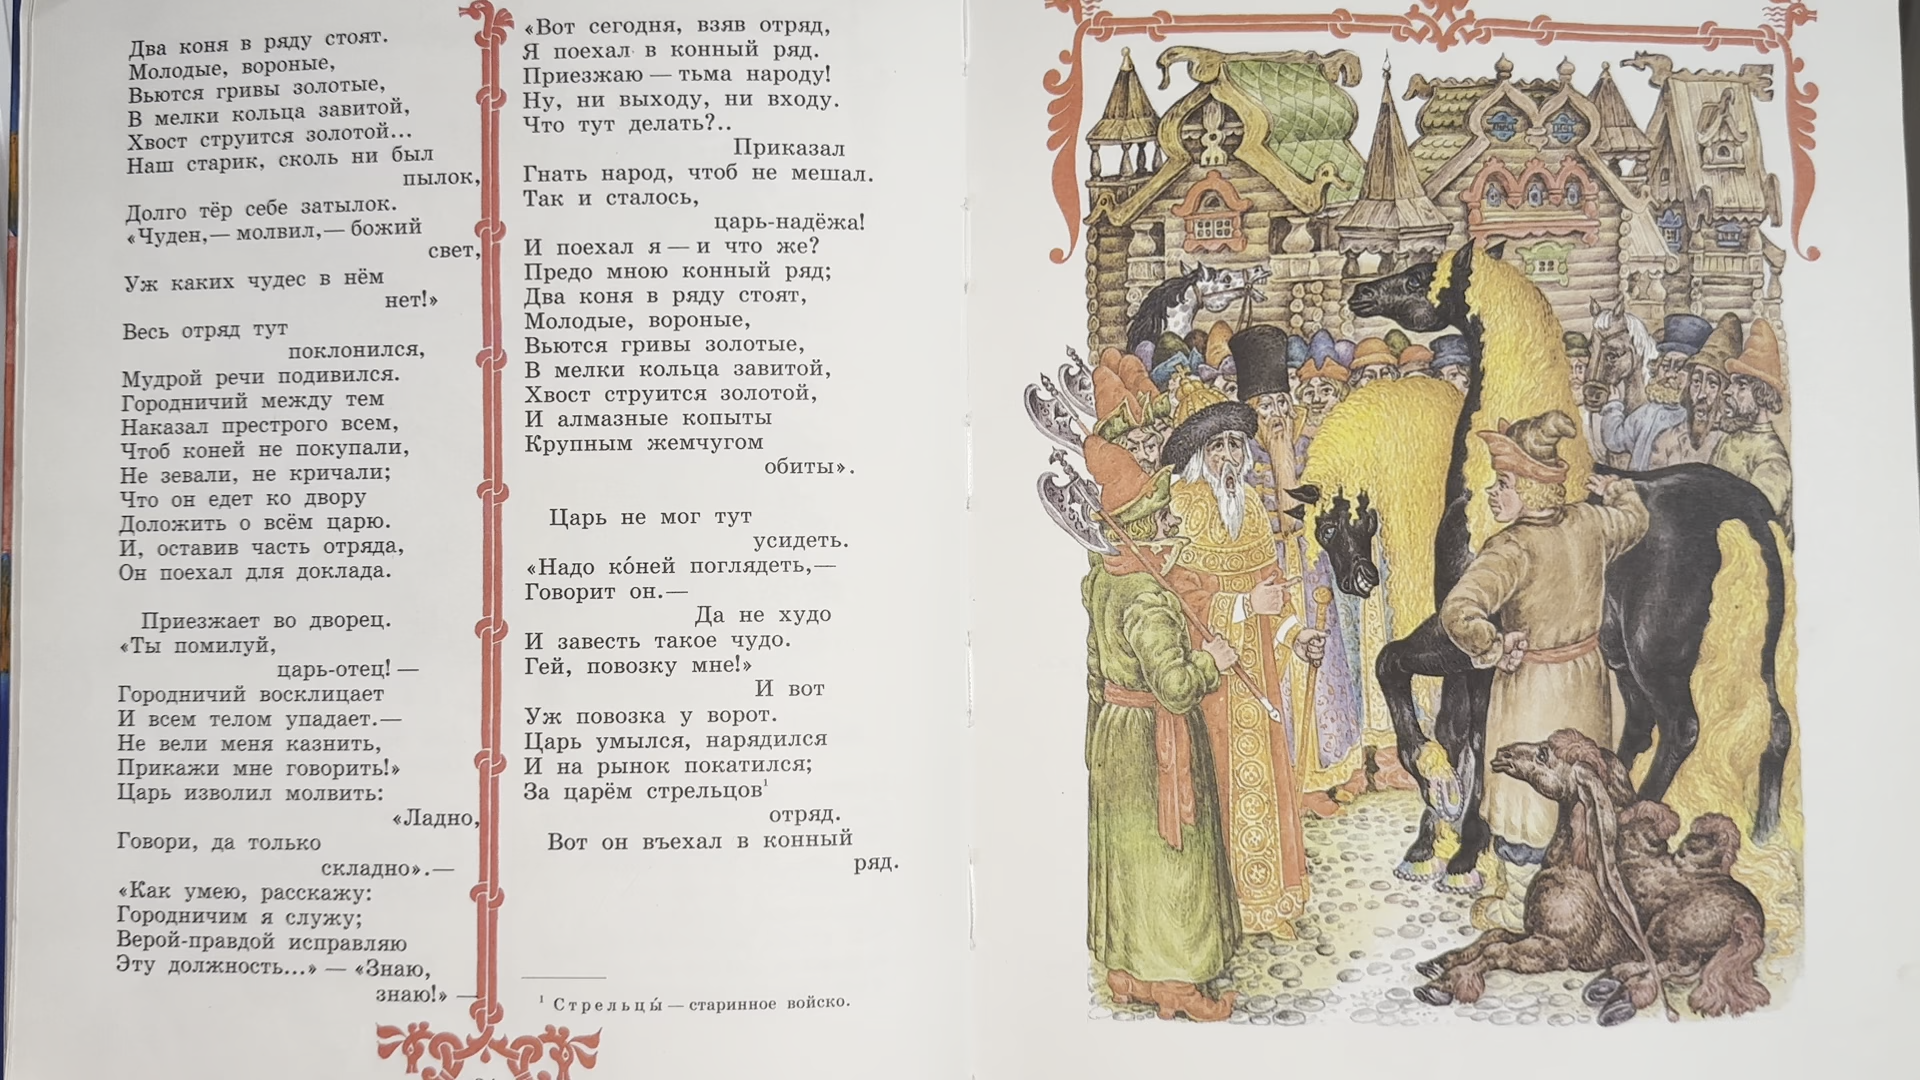 Два коня в ряду стоят.
Молодые, вороные,
Вьются гривы золотые,
В мелки кольца завитой,
Хвост струится золотой...
Наш старик, сколь ни был
пылок,
Долго тёр себе затылок.
«Чуден,— молвил,— божий
свет,
Уж каких чудес в нём
нет!»
Весь отряд тут
поклонился,
Мудрой речи подивился.
Городничий между тем
Наказал престрого всем,
Чтоб коней не покупали,
Не зевали, не кричали;
Что он едет ко двору
Доложить о всём царю.
И, оставив часть отряда,
Он поехал для доклада.
Приезжает во дворец.
«Ты помилуй,
царь-отец! —
Городничий восклицает
И всем телом упадает.—
Не вели меня казнить,
Прикажи мне говорить!»
Царь изволил молвить:
«Ладно,
Говори, да только
складно».—
«Как умею, расскажу:
Городничим я служу;
Верой-правдой исправляю
Эту должность...» — «Знаю,
знаю!» —
«Вот сегодня, взяв отряд,
Я поехал в конный ряд.
Приезжаю — тьма народу!
Ну, ни выходу, ни входу.
Что тут делать?..
Приказал
Гнать народ, чтоб не мешал.
Так и сталось,
царь-надёжа!
И поехал я — и что же?
Предо мною конный ряд;
Два коня в ряду стоят,
Молодые, вороные,
Вьются гривы золотые,
В мелки кольца завитой,
Хвост струится золотой,
И алмазные копыты
Крупным жемчугом
обиты».
Царь не мог тут
усидеть.
«Надо ко́ней поглядеть,—
Говорит он.—
Да не худо
И завесть такое чудо.
Гей, повозку мне!»
И вот
Уж повозка у ворот.
Царь умылся, нарядился
И на рынок покатился;
За царём стрельцов¹
отряд.
Вот он въехал в конный
ряд.
¹ Стрельцы́ — старинное войско.